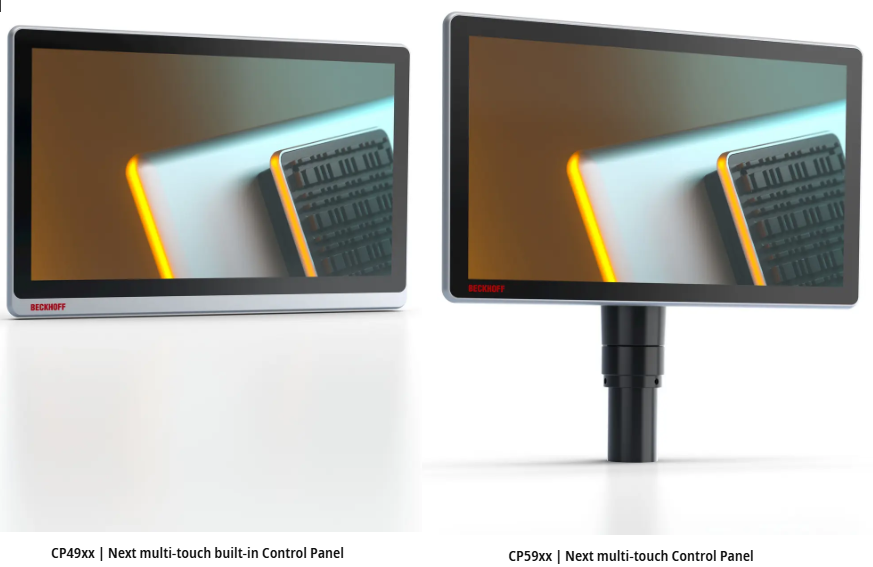 BECKHOFF
BECKHOFF
CP49xx | Next multi-touch built-in Control Panel
CP59xx | Next multi-touch Control Panel